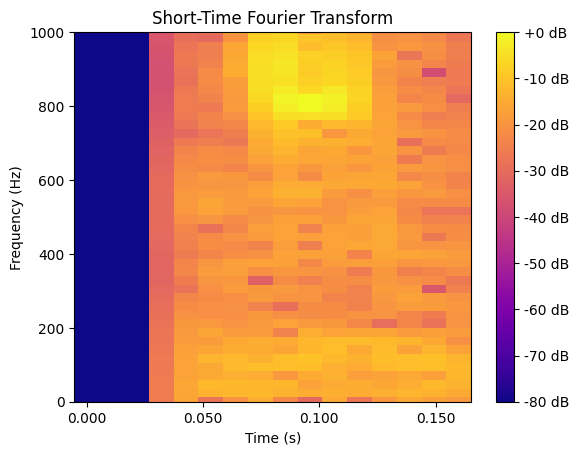 Short-Time Fourier Transform
1000
800
600
400
200
0
Frequency (Hz)
0.000
0.050
0.100
0.150
Time (s)
+0 dB
-10 dB
-20 dB
-30 dB
-40 dB
-50 dB
-60 dB
-70 dB
-80 dB